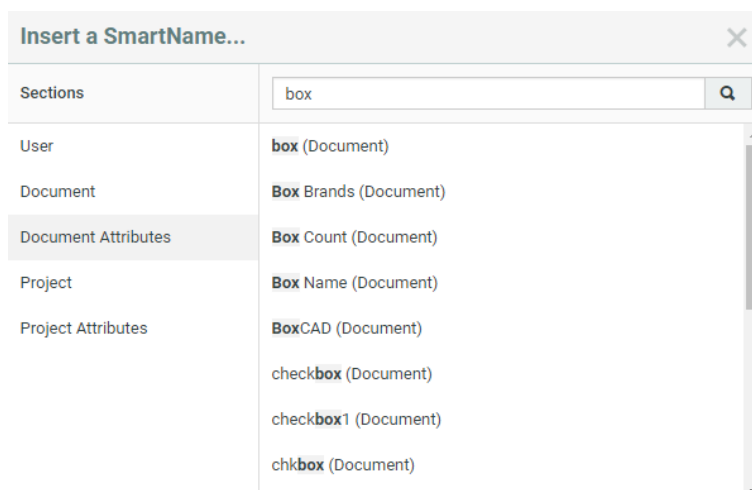 Insert a SmartName...
Sections
box
User
Document
Document Attributes
Project
Project Attributes
box (Document)
Box Brands (Document)
Box Count (Document)
Box Name (Document)
BoxCAD (Document)
checkbox (Document)
checkbox1 (Document)
chkbox (Document)